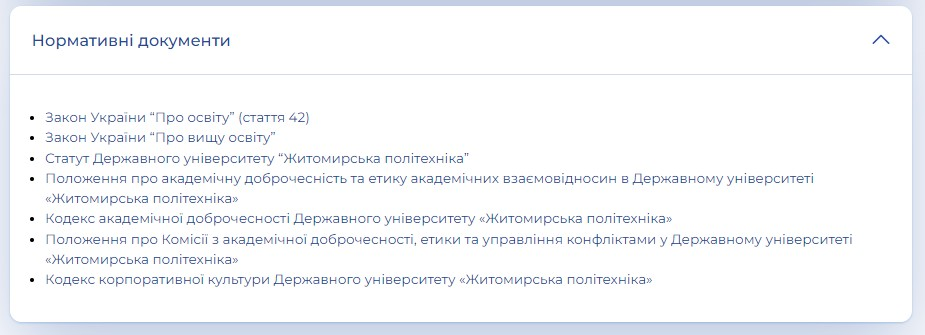 Нормативні документи
Закон України “Про освіту” (стаття 42)
Закон України “Про вищу освіту”
Статут Державного університету “Житомирська політехніка”
Положення про академічну доброчесність та етику академічних взаємовідносин в Державному університеті
«Житомирська політехніка»
Кодекс академічної доброчесності Державного університету «Житомирська політехніка»
Положення про Комісії з академічної доброчесності, етики та управління конфліктами у Державному університеті
«Житомирська політехніка»
Кодекс корпоративної культури Державного університету «Житомирська політехніка»